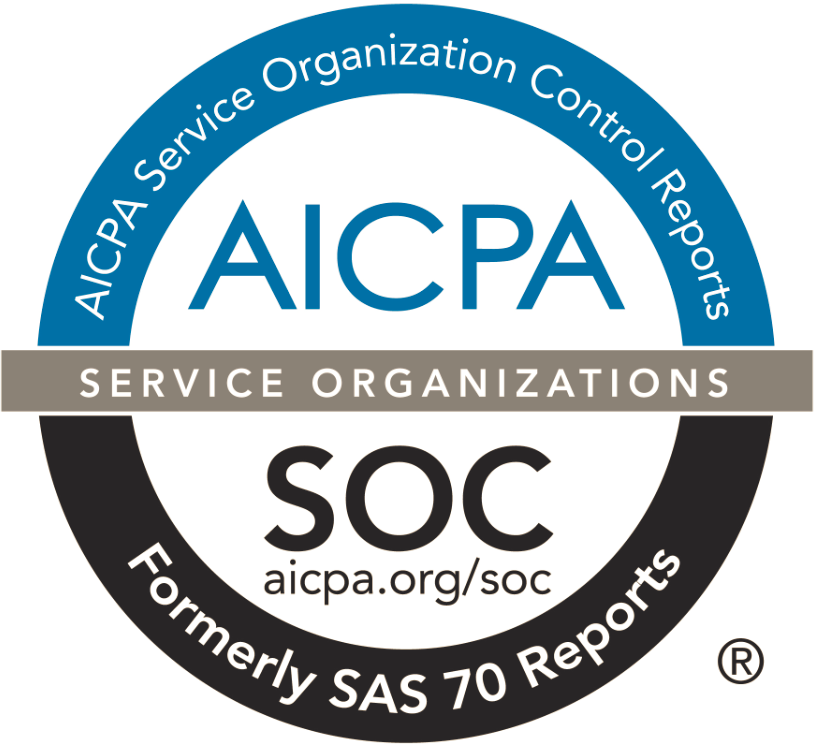 AICPA Service Organization Control Reports
AICPA
SERVICE ORGANIZATIONS
SOC
aicpa.org/soc
Formerly SAS 70 Reports
®